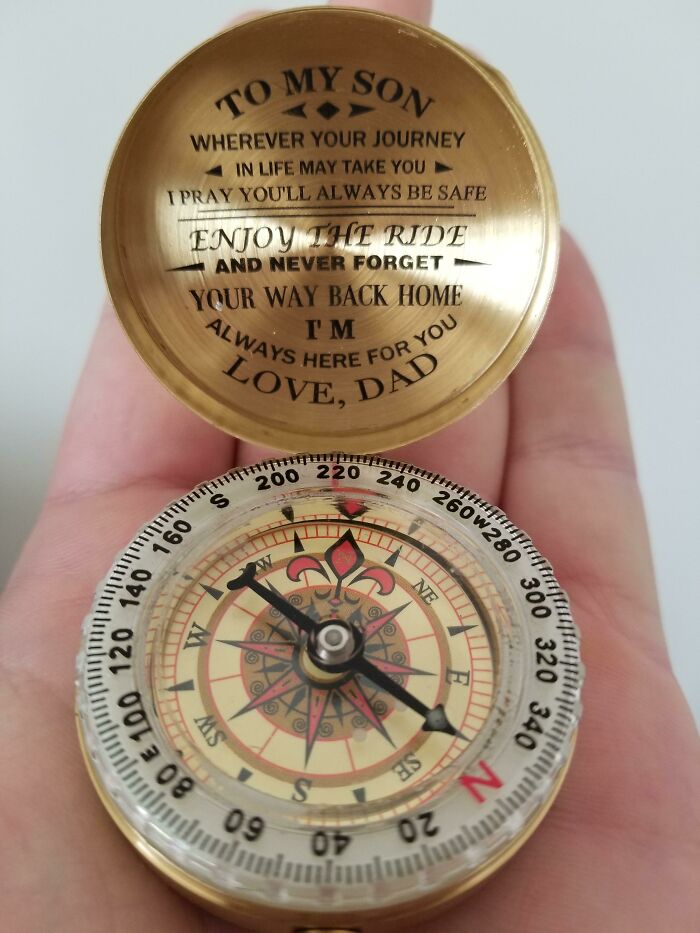 TO MY SON
WHEREVER YOUR JOURNEY
IN LIFE MAY TAKE YOU
I PRAY YOU'LL ALWAYS BE SAFE
ENJOY THE RIDE
AND NEVER FORGET
YOUR WAY BACK HOME
I'M
ALWAYS HERE FOR YOU
LOVE, DAD
S 200 220 240 260 W 280 300 320 340 N 20 40 60 80 E 100 120 140 160
NE E SE S SW W NW